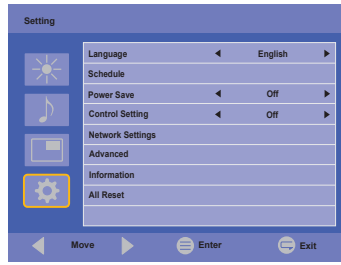 Setting
Language English
Schedule
Power Save Off
Control Setting Off
Network Settings
Advanced
Information
All Reset
Move Enter Exit